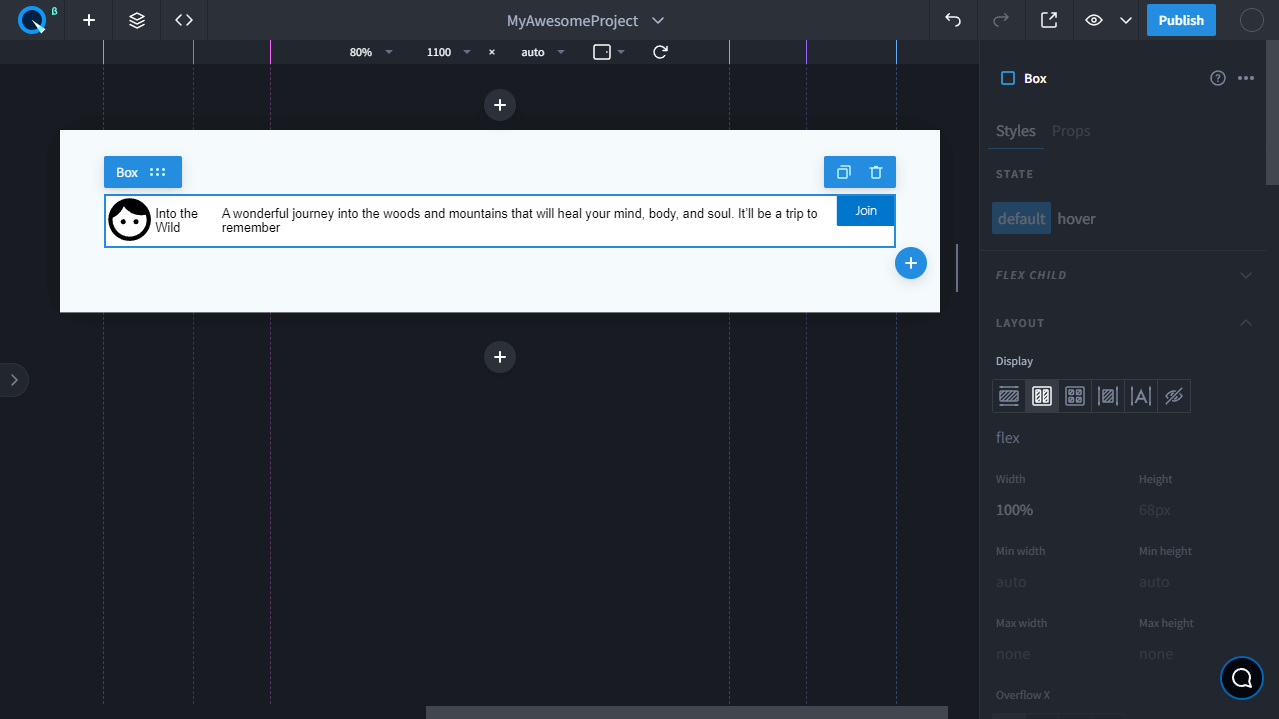 β
MyAwesomeProject
Publish
80%
1100
×
auto
Box
Styles
Props
STATE
default
hover
FLEX CHILD
LAYOUT
Display
flex
Width
Height
100%
68px
Min width
Min height
auto
auto
Max width
Max height
none
none
Overflow X
Box
Into the
Wild
A wonderful journey into the woods and mountains that will heal your mind, body, and soul. It'll be a trip to
remember
Join